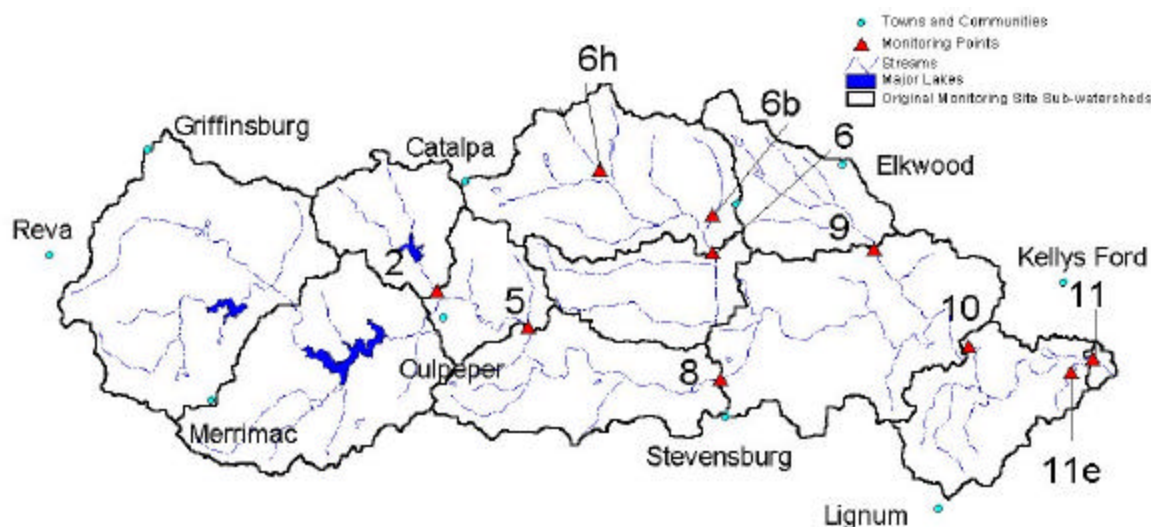 Towns and Communities
Monitoring Points
Streams
Major Lakes
Original Monitoring Site Sub-watersheds
6h
6b
6
Griffinsburg
Catalpa
Elkwood
Reva
9
Kellys Ford
2
5
10
11
Culpeper
8
Merrimac
Stevensburg
11e
Lignum